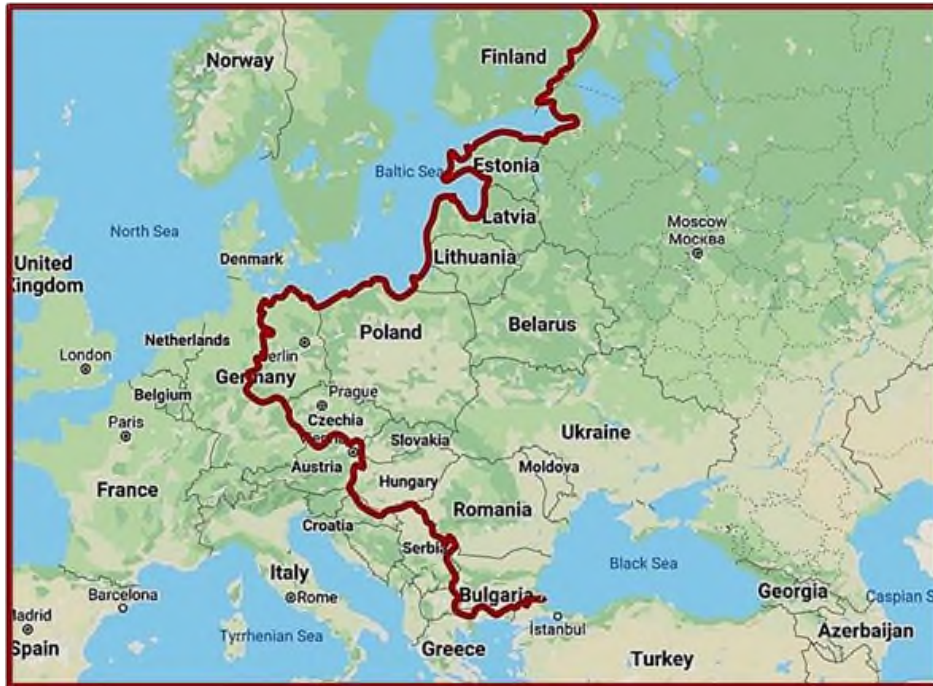 Norway
Finland
Baltic Sea
Estonia
North Sea
Latvia
Moscow
Москва
United
Kingdom
Denmark
Lithuania
Netherlands
Poland
Belarus
London
erlin
Belgium
Germany
Prague
Paris
Czechia
Slovakia
Ukraine
Austria
Hungary
Moldova
France
Romania
Croatia
Serbia
Black Sea
Italy
Barcelona
Rome
Bulgaria
Georgia
Caspian S
Madrid
Tyrrhenian Sea
İstanbul
Azerbaijan
Spain
Greece
Turkey